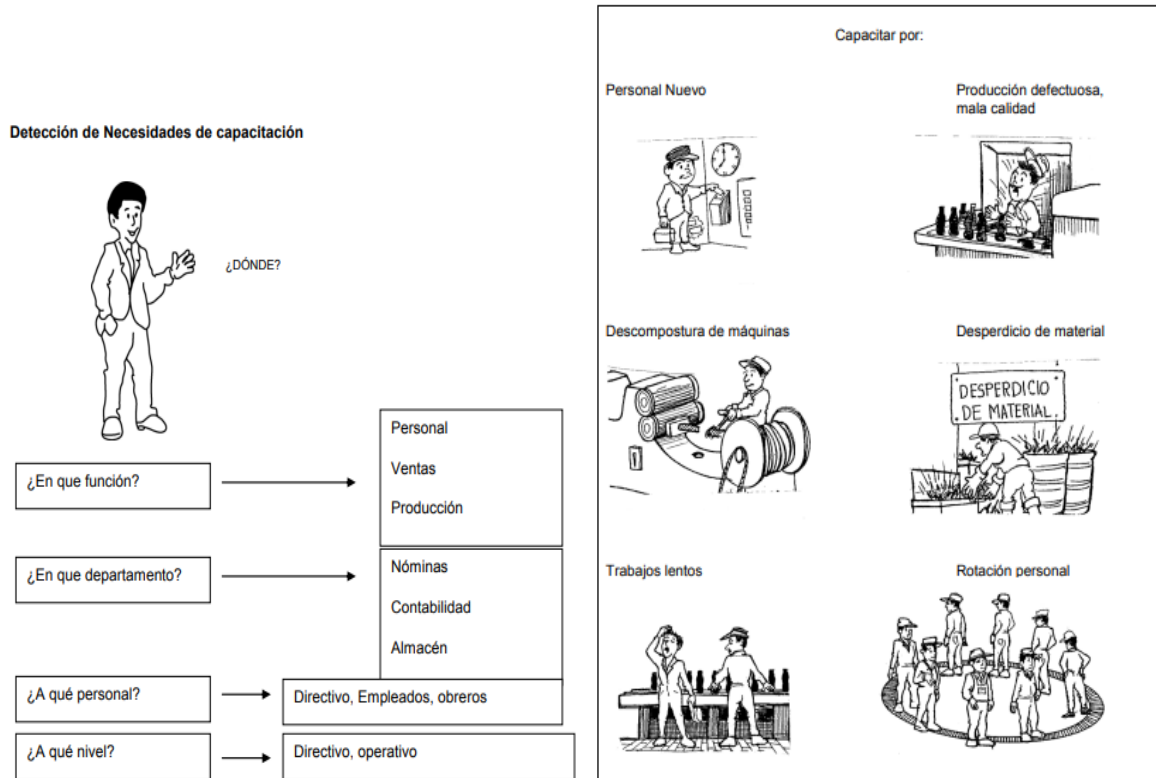 Detección de Necesidades de capacitación
¿DÓNDE?
¿En que función?
Personal
Ventas
Producción
¿En que departamento?
Nóminas
Contabilidad
Almacén
¿A qué personal?
Directivo, Empleados, obreros
¿A qué nivel?
Directivo, operativo
Capacitar por:
Personal Nuevo
Producción defectuosa,
mala calidad
Descompostura de máquinas
Desperdicio de material
DESPERDICIO
DE MATERIAL.
Trabajos lentos
Rotación personal